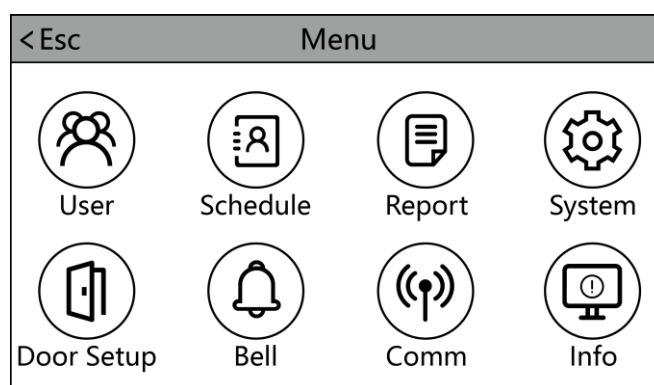 <Esc Menu
User Schedule Report System
Door Setup Bell Comm Info